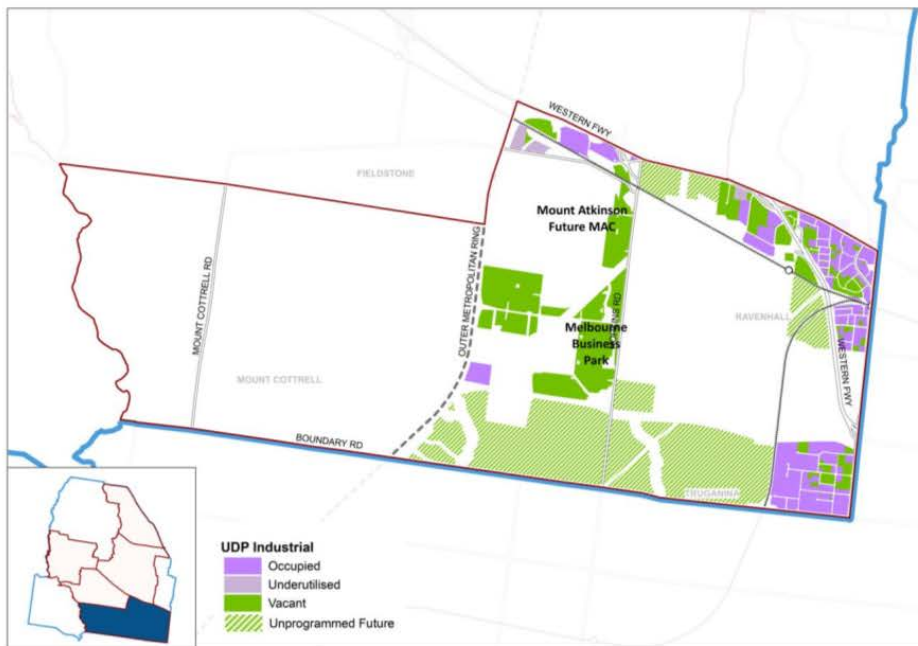 WESTERN FWY
FIELDSTONE
Mount Atkinson
Future MAC
OUTER METROPOLITAN RING
MOUNT COTTRELL RD
RAVENHALL
Melbourne
Business
Park
WESTERN FWY
MOUNT COTTRELL
BOUNDARY RD
TRUGANINA
UDP Industrial
Occupied
Underutilised
Vacant
Unprogrammed Future